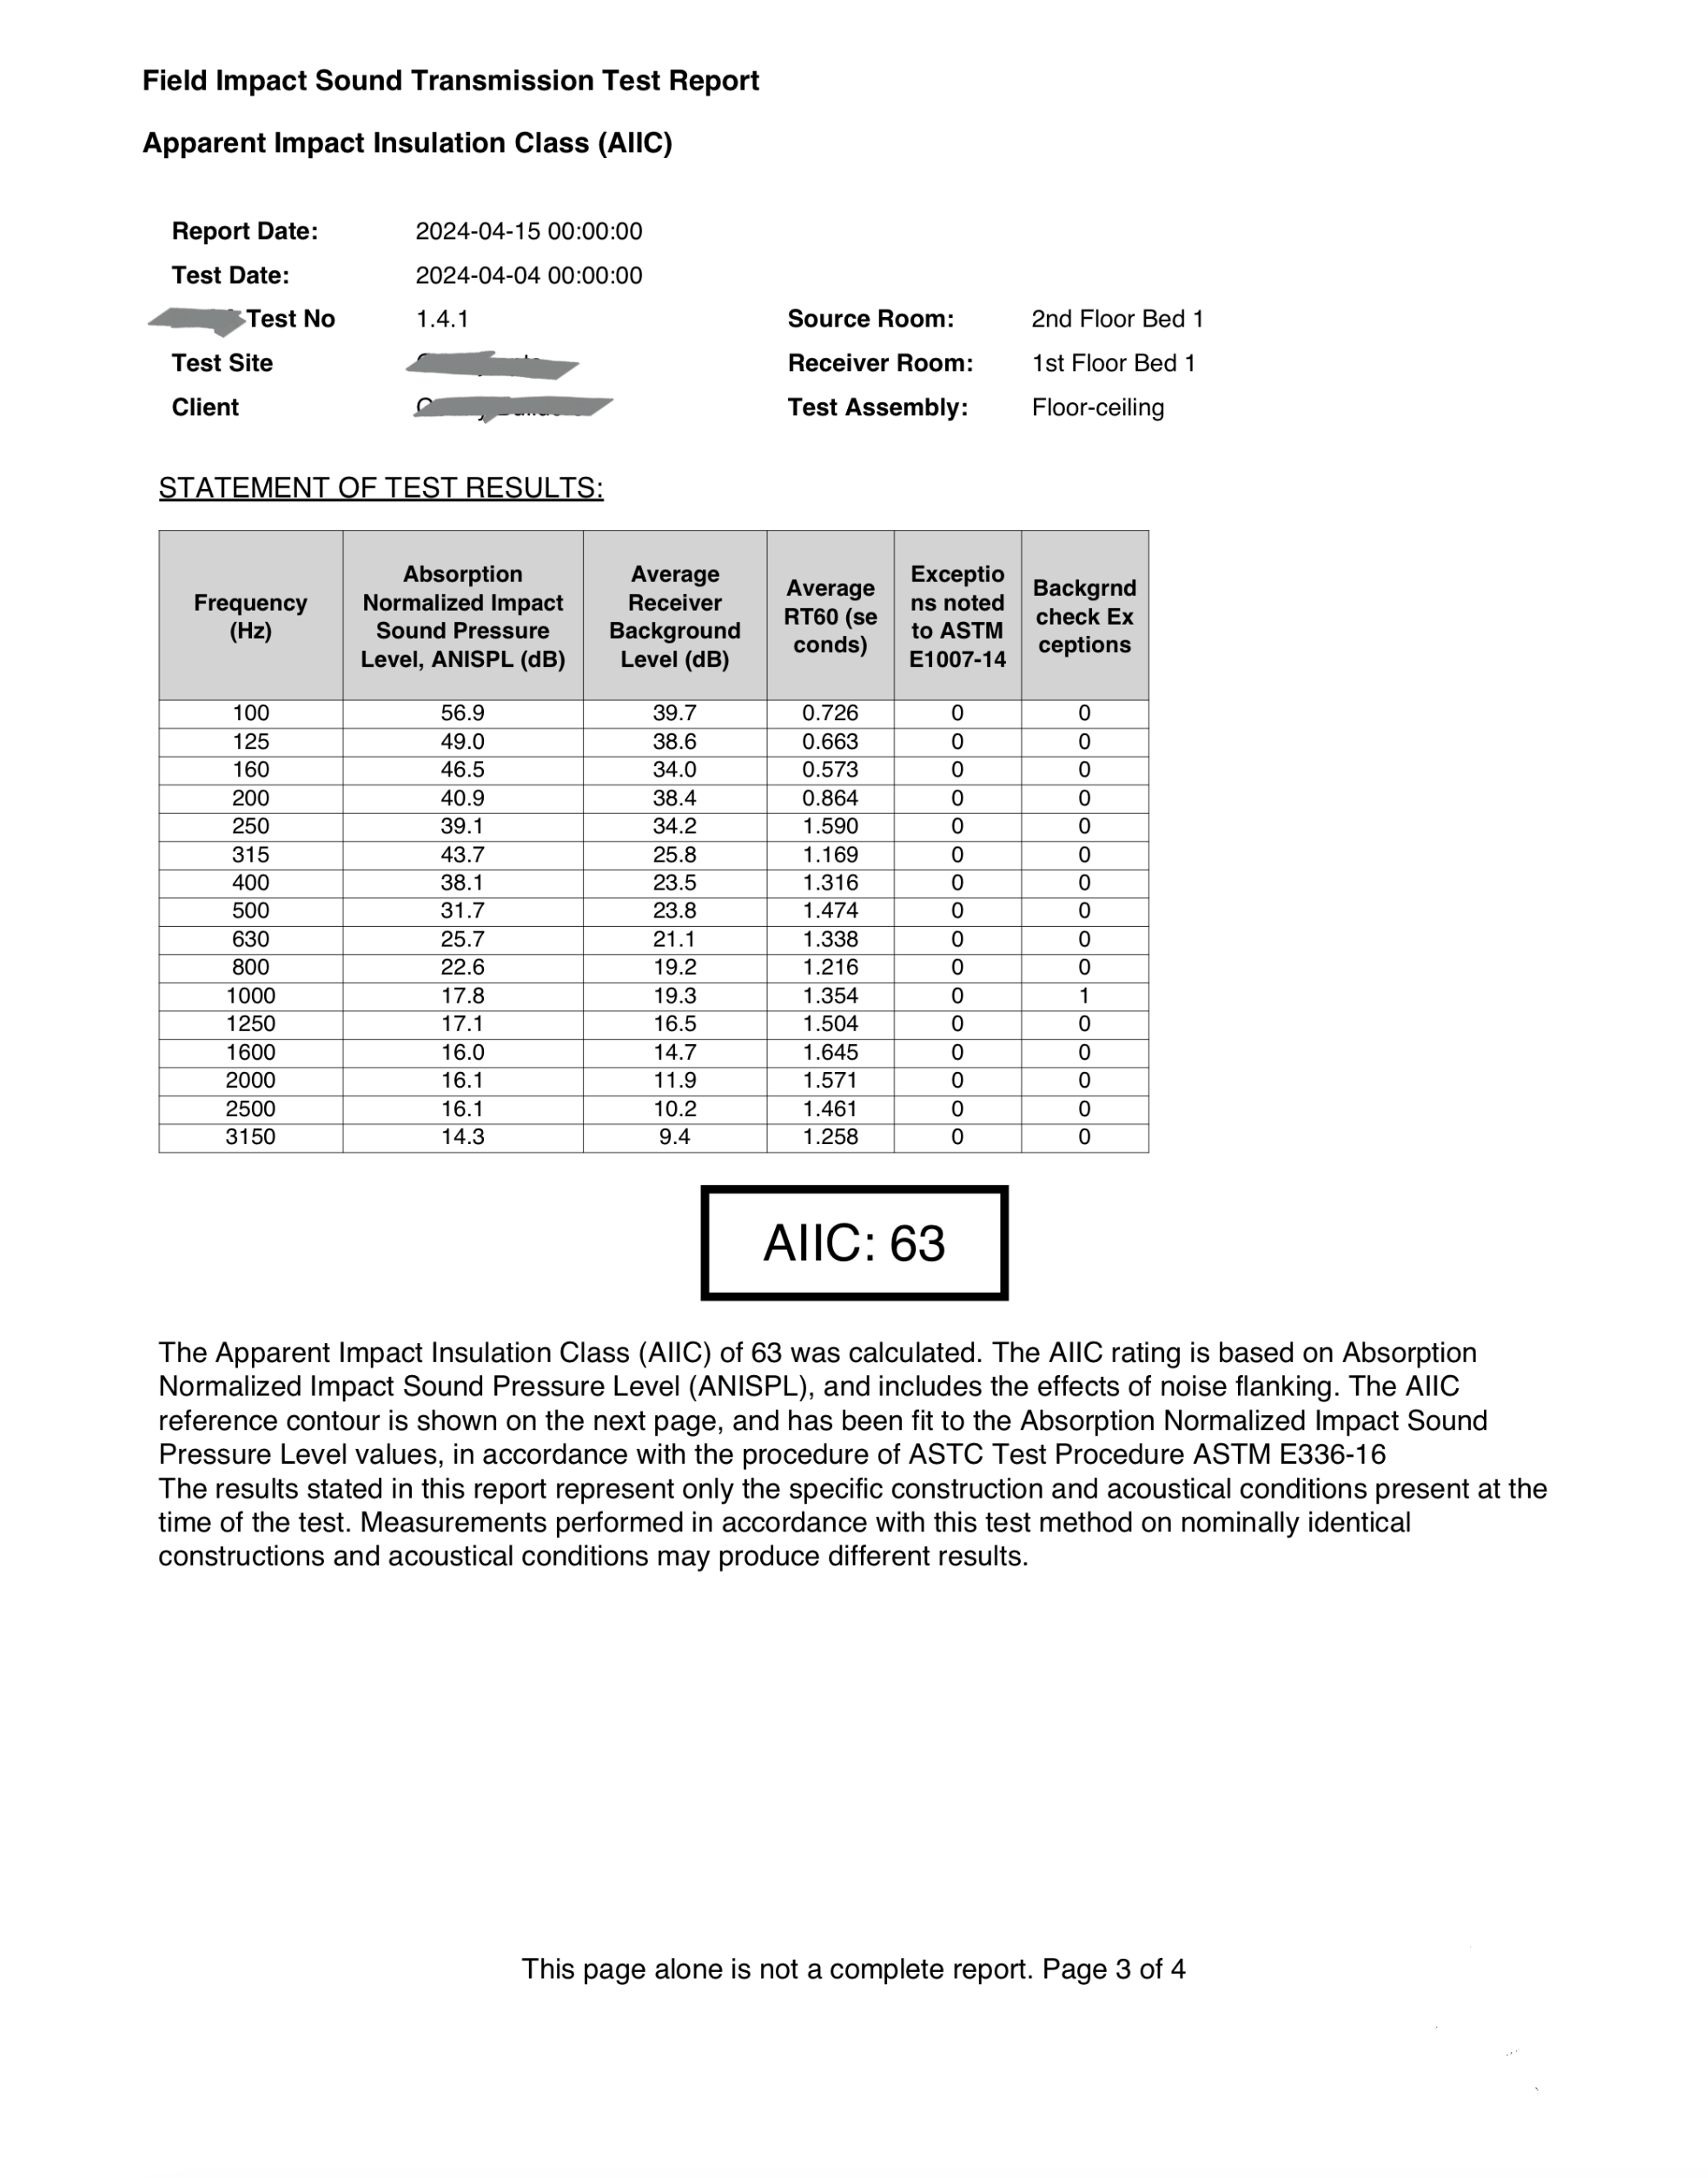 Field Impact Sound Transmission Test Report
Apparent Impact Insulation Class (AIIC)
Report Date: 2024-04-15 00:00:00
Test Date: 2024-04-04 00:00:00
Test No 1.4.1 Source Room: 2nd Floor Bed 1
Test Site Receiver Room: 1st Floor Bed 1
Client Test Assembly: Floor-ceiling
STATEMENT OF TEST RESULTS:
Frequency (Hz) Absorption Normalized Impact Sound Pressure Level, ANISPL (dB) Average Receiver Background Level (dB) Average RT60 (se conds) Exceptio ns noted to ASTM E1007-14 Backgrnd check Ex ceptions
100 56.9 39.7 0.726 0 0
125 49.0 38.6 0.663 0 0
160 46.5 34.0 0.573 0 0
200 40.9 38.4 0.864 0 0
250 39.1 34.2 1.590 0 0
315 43.7 25.8 1.169 0 0
400 38.1 23.5 1.316 0 0
500 31.7 23.8 1.474 0 0
630 25.7 21.1 1.338 0 0
800 22.6 19.2 1.216 0 0
1000 17.8 19.3 1.354 0 1
1250 17.1 16.5 1.504 0 0
1600 16.0 14.7 1.645 0 0
2000 16.1 11.9 1.571 0 0
2500 16.1 10.2 1.461 0 0
3150 14.3 9.4 1.258 0 0
AIIC: 63
The Apparent Impact Insulation Class (AIIC) of 63 was calculated. The AIIC rating is based on Absorption
Normalized Impact Sound Pressure Level (ANISPL), and includes the effects of noise flanking. The AIIC
reference contour is shown on the next page, and has been fit to the Absorption Normalized Impact Sound
Pressure Level values, in accordance with the procedure of ASTC Test Procedure ASTM E336-16
The results stated in this report represent only the specific construction and acoustical conditions present at the
time of the test. Measurements performed in accordance with this test method on nominally identical
constructions and acoustical conditions may produce different results.
This page alone is not a complete report. Page 3 of 4